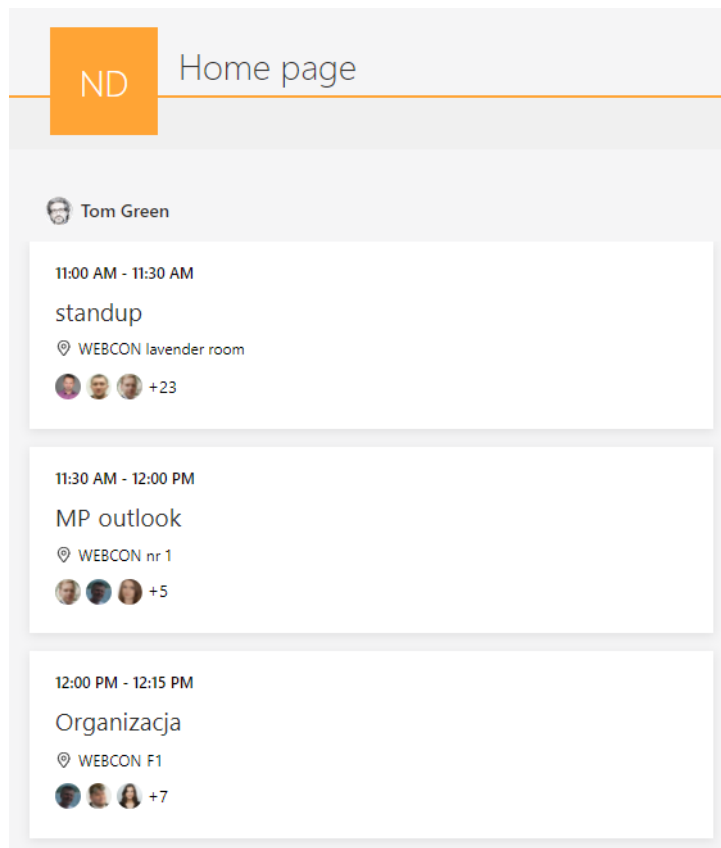 ND
Home page
Tom Green
11:00 AM - 11:30 AM
standup
WEBCON lavender room
+23
11:30 AM - 12:00 PM
MP outlook
WEBCON nr 1
+5
12:00 PM - 12:15 PM
Organizacja
WEBCON F1
+7